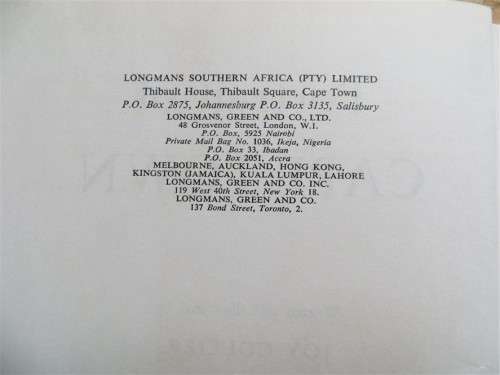 LONGMANS SOUTHERN AFRICA (PTY) LIMITED
Thibault House, Thibault Square, Cape Town
P.O. Box 2875, Johannesburg P.O. Box 3135, Salisbury
LONGMANS, GREEN AND CO., LTD.
48 Grosvenor Street, London, W.I.
P.O. Box, 5925 Nairobi
Private Mail Bag No. 1036, Ikeja, Nigeria
P.O. Box 33, Ibadan
P.O. Box 2051, Accra
MELBOURNE, AUCKLAND, HONG KONG,
KINGSTON (JAMAICA), KUALA LUMPUR, LAHORE
LONGMANS, GREEN AND CO. INC.
119 West 40th Street, New York 18.
LONGMANS, GREEN AND CO.
137 Bond Street, Toronto, 2.